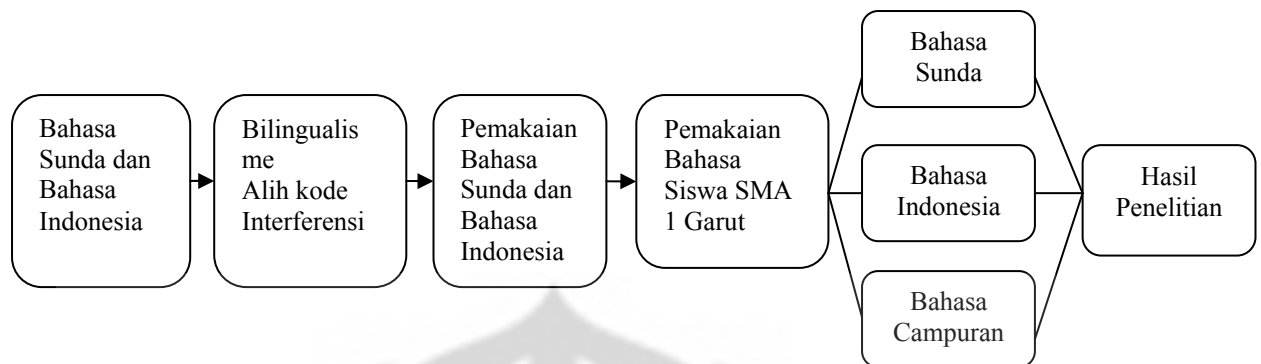 Bahasa
Sunda dan
Bahasa
Indonesia
Bilingualis
me
Alih kode
Interferensi
Pemakaian
Bahasa
Sunda dan
Bahasa
Indonesia
Pemakaian
Bahasa
Siswa SMA
1 Garut
Bahasa
Sunda
Bahasa
Indonesia
Bahasa
Campuran
Hasil
Penelitian